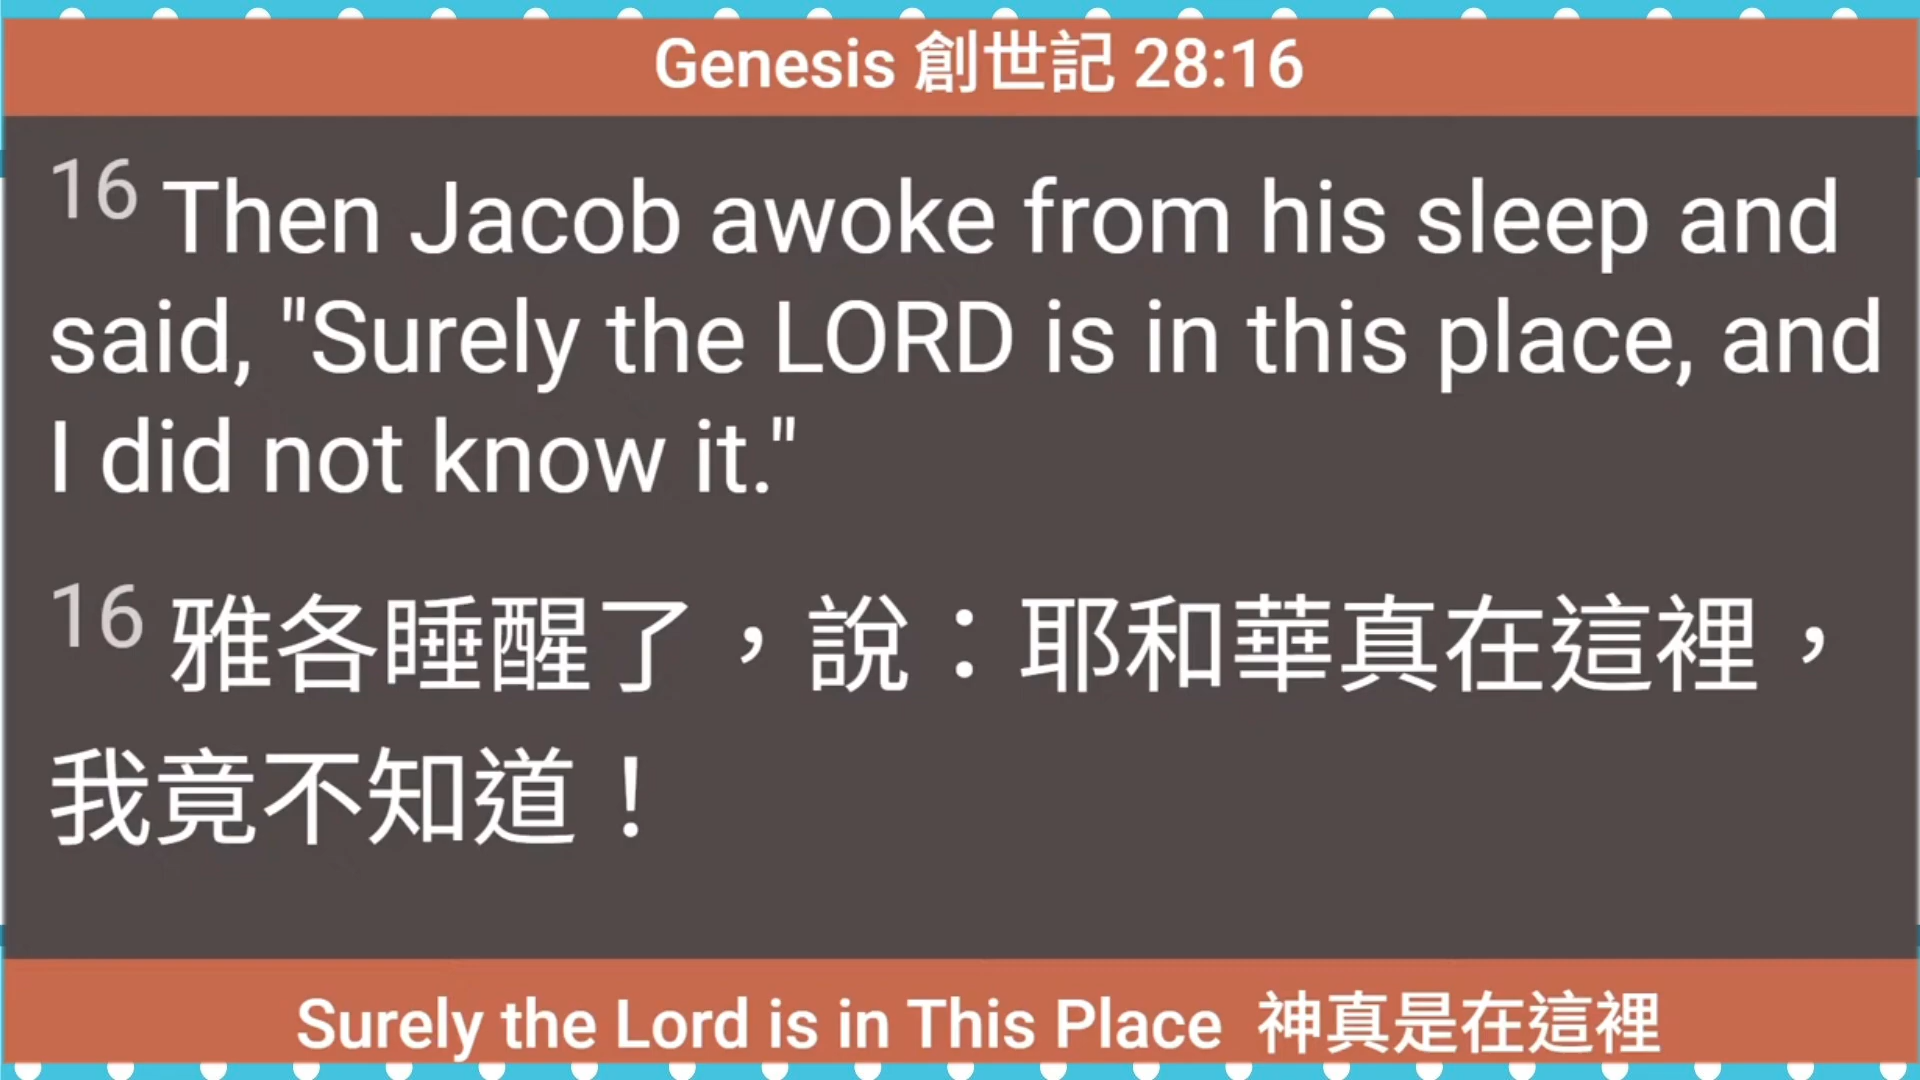 Genesis 創世記 28:16
16 Then Jacob awoke from his sleep and
said, "Surely the LORD is in this place, and
I did not know it."
16 雅各睡醒了，說：耶和華真在這裡，
我竟不知道！
Surely the Lord is in This Place 神真是在這裡